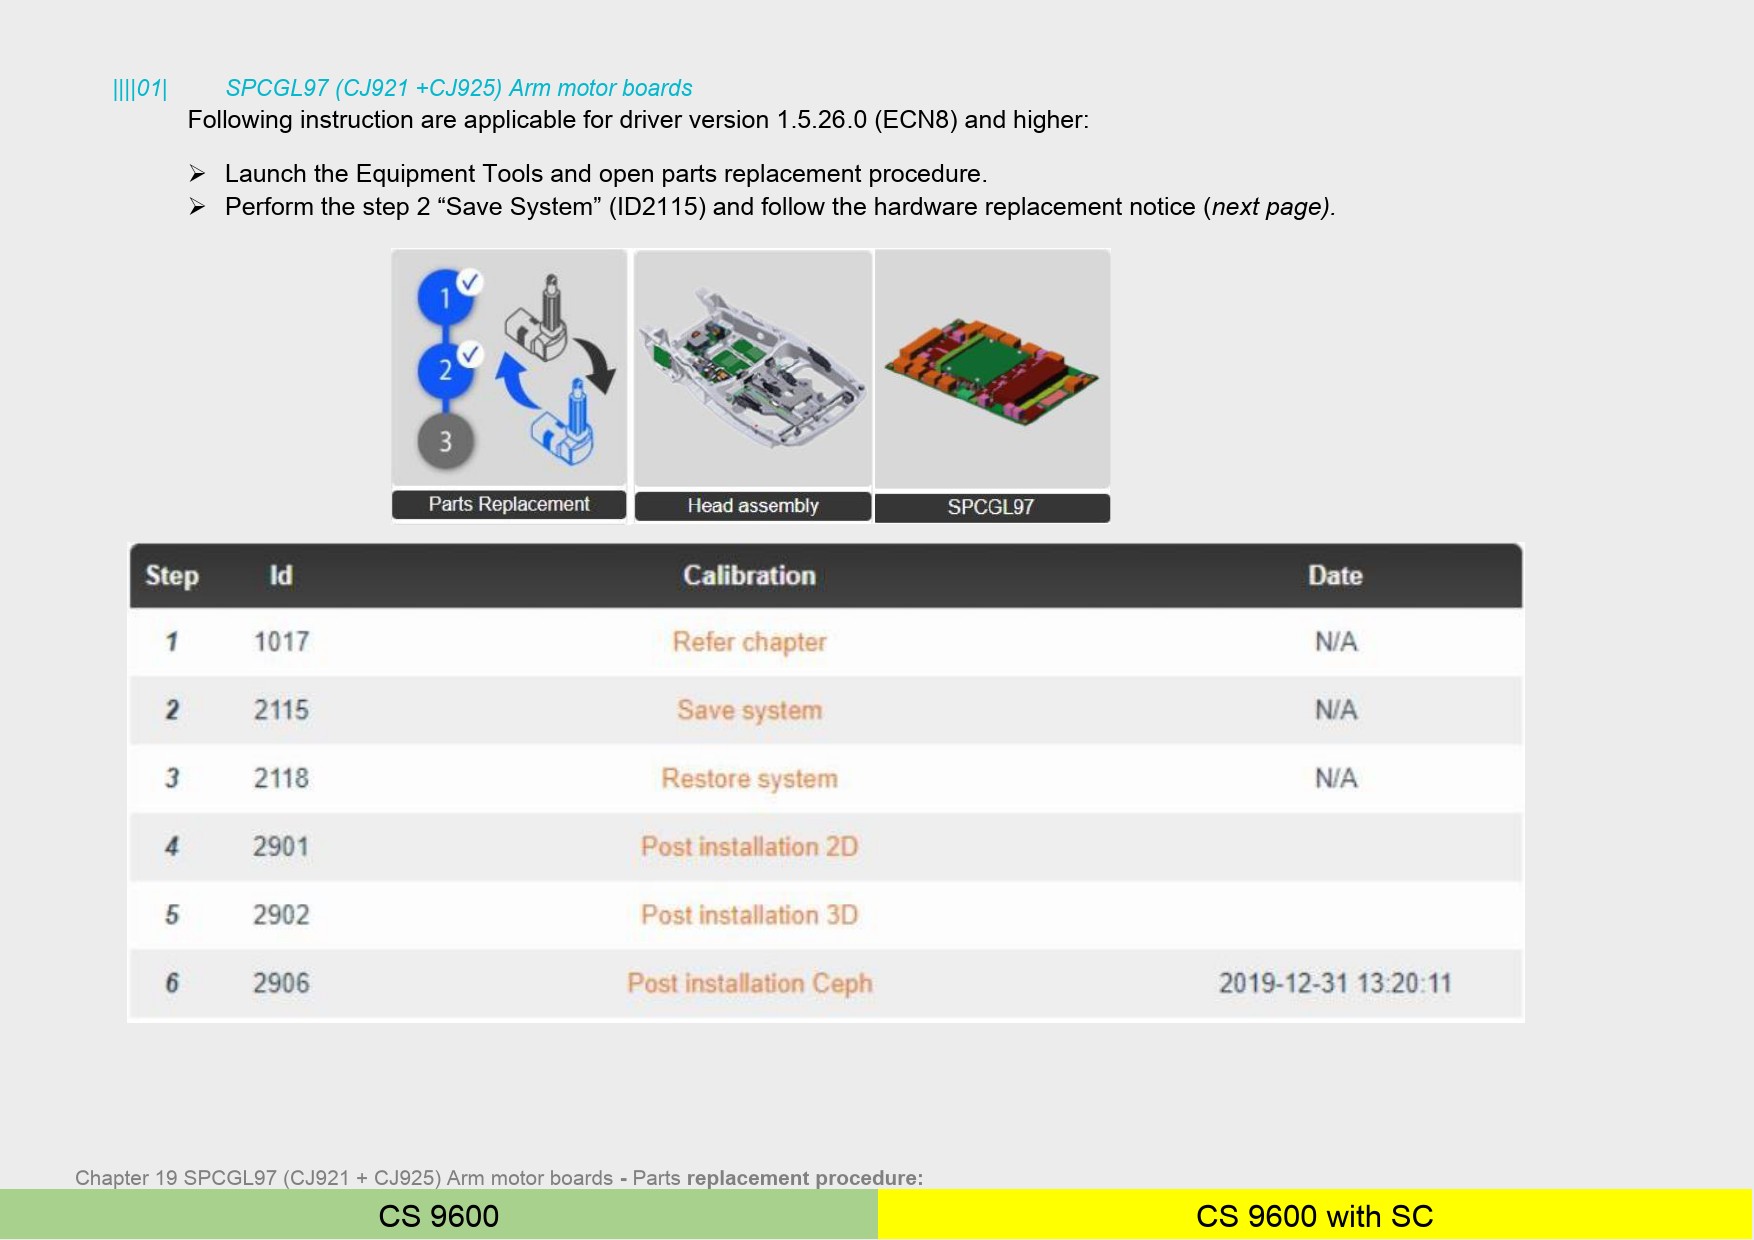 ||||01| SPCGL97 (CJ921 +CJ925) Arm motor boards
Following instruction are applicable for driver version 1.5.26.0 (ECN8) and higher:
➢ Launch the Equipment Tools and open parts replacement procedure.
➢ Perform the step 2 “Save System” (ID2115) and follow the hardware replacement notice (next page).
1
2
3
Parts Replacement Head assembly SPCGL97
Step Id Calibration Date
1 1017 Refer chapter N/A
2 2115 Save system N/A
3 2118 Restore system N/A
4 2901 Post installation 2D
5 2902 Post installation 3D
6 2906 Post installation Ceph 2019-12-31 13:20:11
Chapter 19 SPCGL97 (CJ921 + CJ925) Arm motor boards - Parts replacement procedure:
CS 9600 CS 9600 with SC